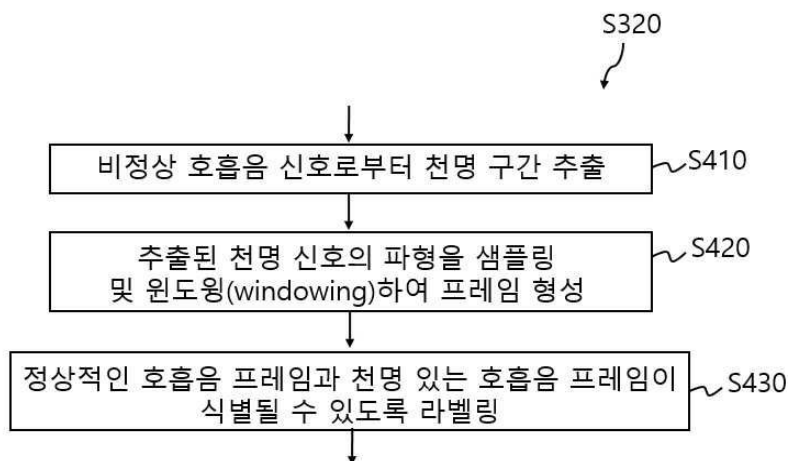 S320
비정상 호흡음 신호로부터 천명 구간 추출
S410
추출된 천명 신호의 파형을 샘플링
및 윈도윙(windowing)하여 프레임 형성
S420
정상적인 호흡음 프레임과 천명 있는 호흡음 프레임이
식별될 수 있도록 라벨링
S430